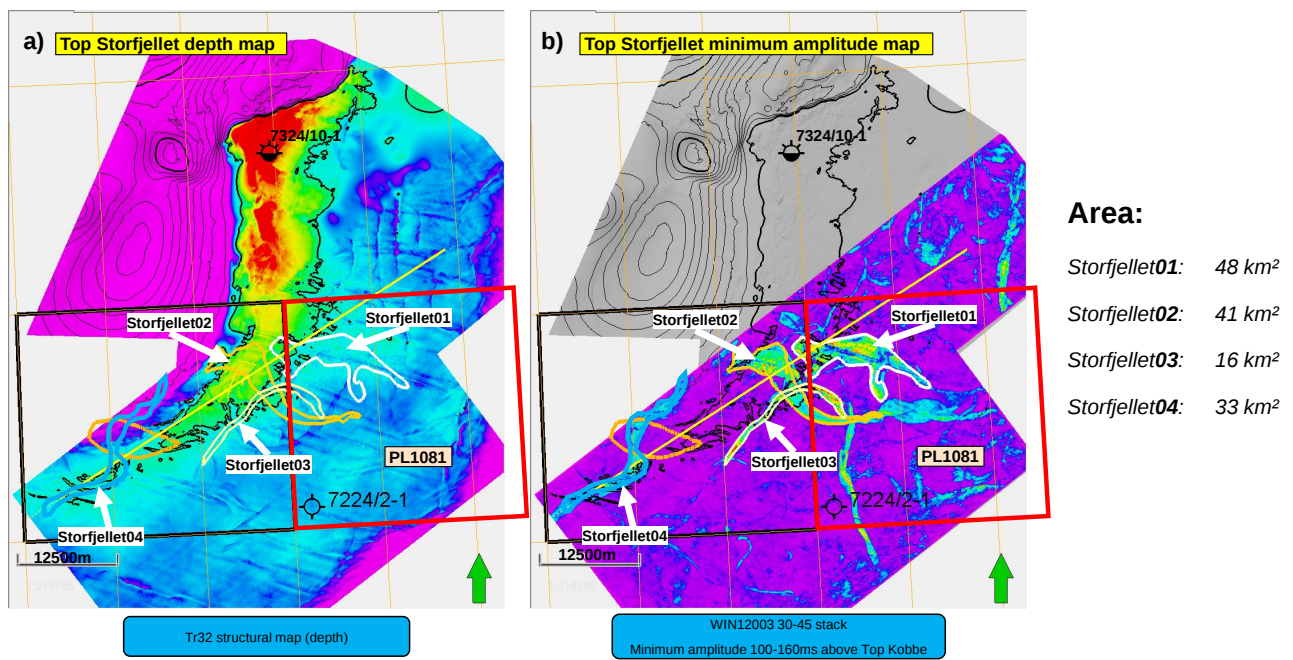 a) Top Storfjellet depth map
7324/10-1
Storfjellet02
Storfjellet01
Storfjellet03
PL1081
7224/2-1
Storfjellet04
12500m
Tr32 structural map (depth)
b) Top Storfjellet minimum amplitude map
7324/10-1
Storfjellet02
Storfjellet01
Storfjellet03
PL1081
7224/2-1
Storfjellet04
12500m
WIN12003 30-45 stack
Minimum amplitude 100-160ms above Top Kobbe
Area:
Storfjellet01: 48 km²
Storfjellet02: 41 km²
Storfjellet03: 16 km²
Storfjellet04: 33 km²